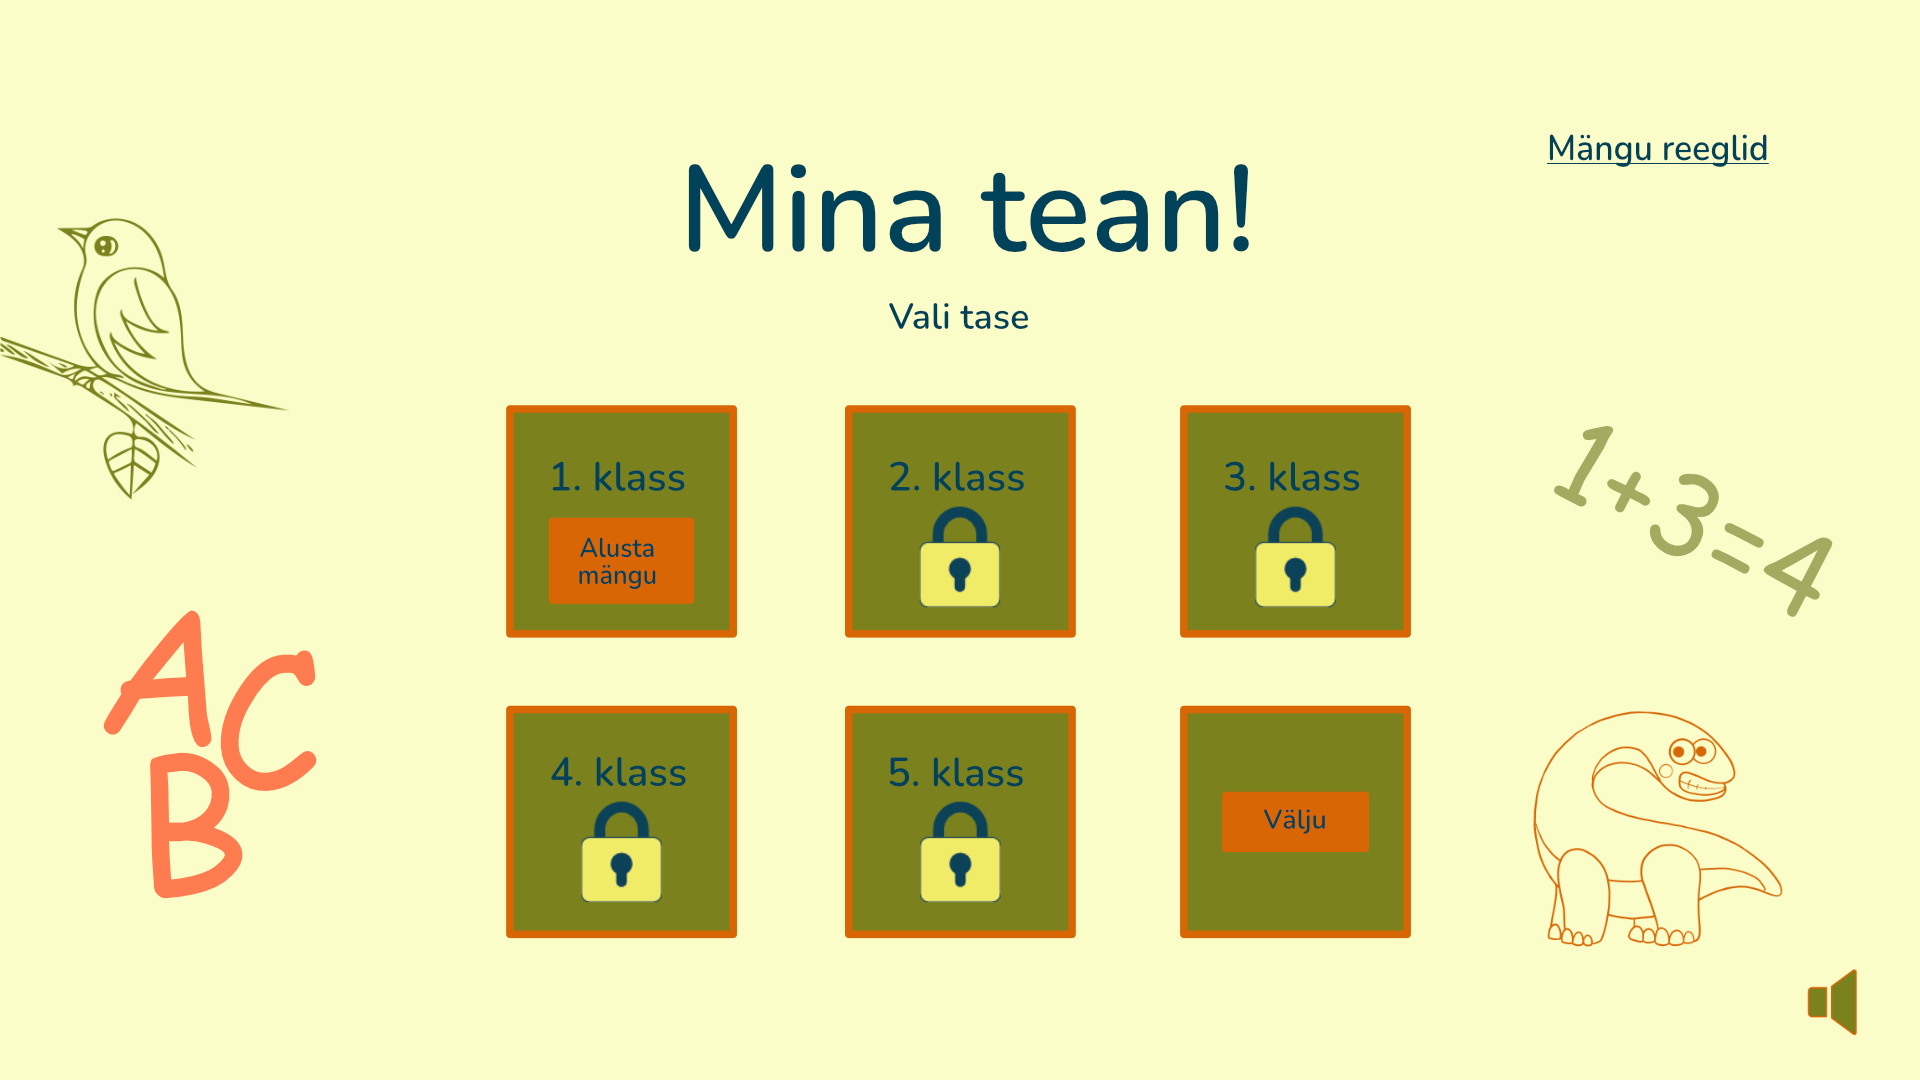 Mängu reeglid
Mina tean!
Vali tase
1. klass
Alusta
mängu
2. klass
3. klass
1+3=4
A
C
B
4. klass
5. klass
Välju